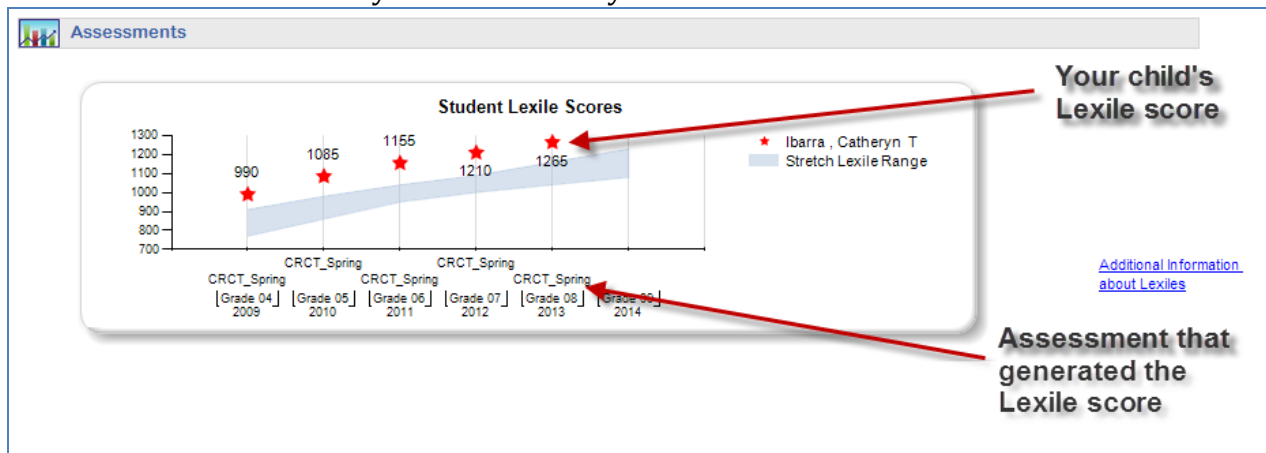 Assessments
Your child's
Lexile score
Student Lexile Scores
1300
1200
1100
1000
900
800
700
990
1085
1155
1210
1265
Ibarra , Catheryn T
Stretch Lexile Range
CRCT_Spring
CRCT_Spring
CRCT_Spring
CRCT_Spring
CRCT_Spring
Grade 04
Grade 05
Grade 06
Grade 07
Grade 08
2009
2010
2011
2012
2013
2014
Additional Information
about Lexiles
Assessment that
generated the
Lexile score